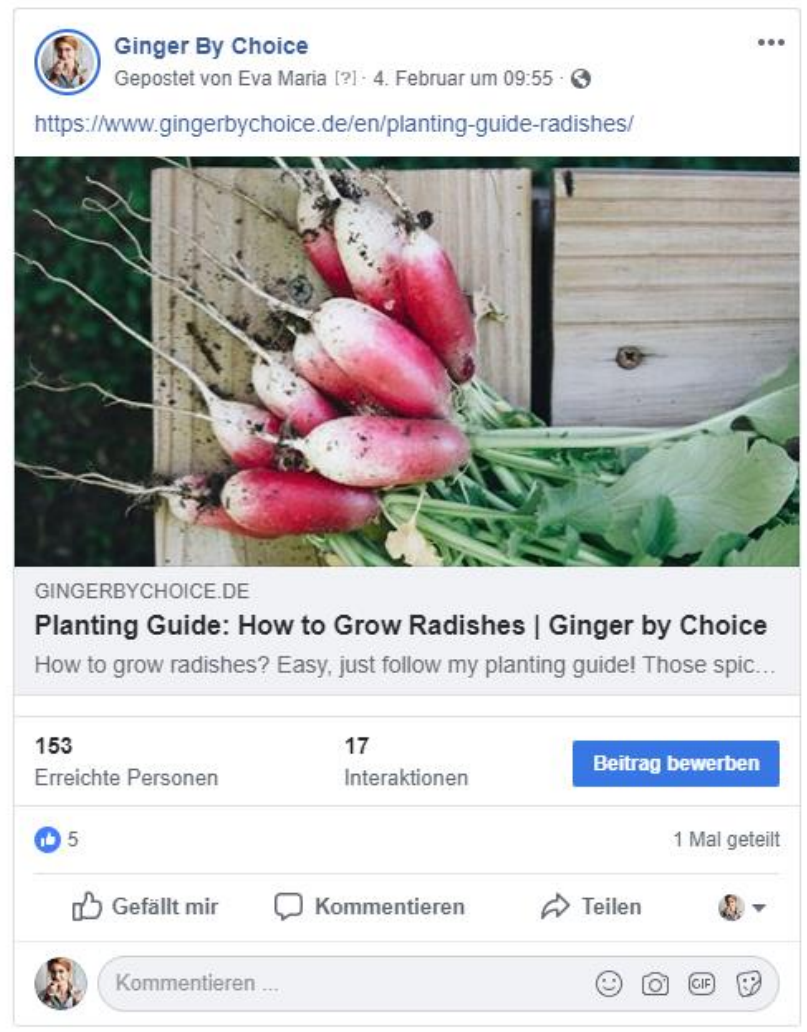 Ginger By Choice
Gepostet von Eva Maria [?] · 4. Februar um 09:55 ·
https://www.gingerbychoice.de/en/planting-guide-radishes/
GINGERBYCHOICE.DE
Planting Guide: How to Grow Radishes | Ginger by Choice
How to grow radishes? Easy, just follow my planting guide! Those spic...
153 17
Erreichte Personen Interaktionen Beitrag bewerben
5 1 Mal geteilt
Gefällt mir Kommentieren Teilen
Kommentieren ... GIF